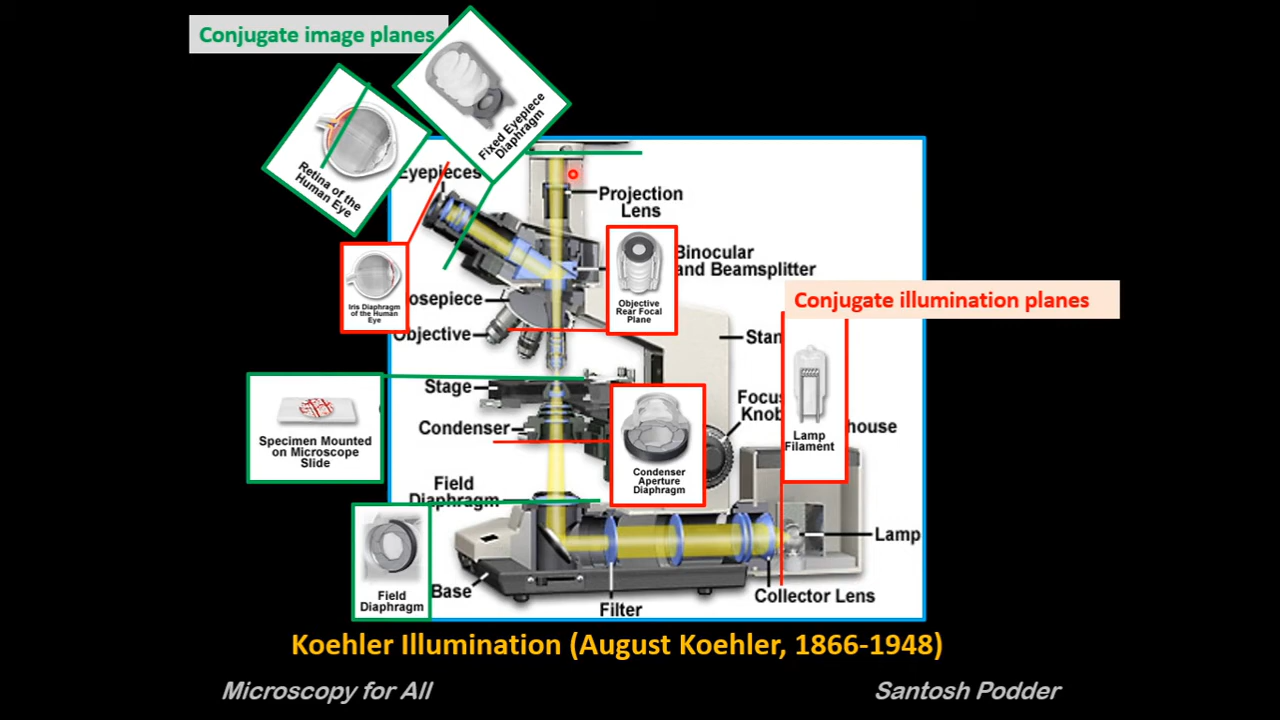 Conjugate image planes
Fixed Eyepiece
Diaphragm
Retina of the
Human Eye
Eyepieces
Projection
Lens
Binocular
and Beamsplitter
Iris Diaphragm
of the Human
Eye
osepiece
Objective
Rear Focal
Plane
Conjugate illumination planes
Objective
Stan
Stage
Focus
Knob
Condenser
house
Lamp
Filament
Specimen Mounted
on Microscope
Slide
Condenser
Aperture
Diaphragm
Field
Diaphragm
Lamp
Field
Diaphragm
Base
Collector Lens
Filter
Koehler Illumination (August Koehler, 1866-1948)
Microscopy for All
Santosh Podder